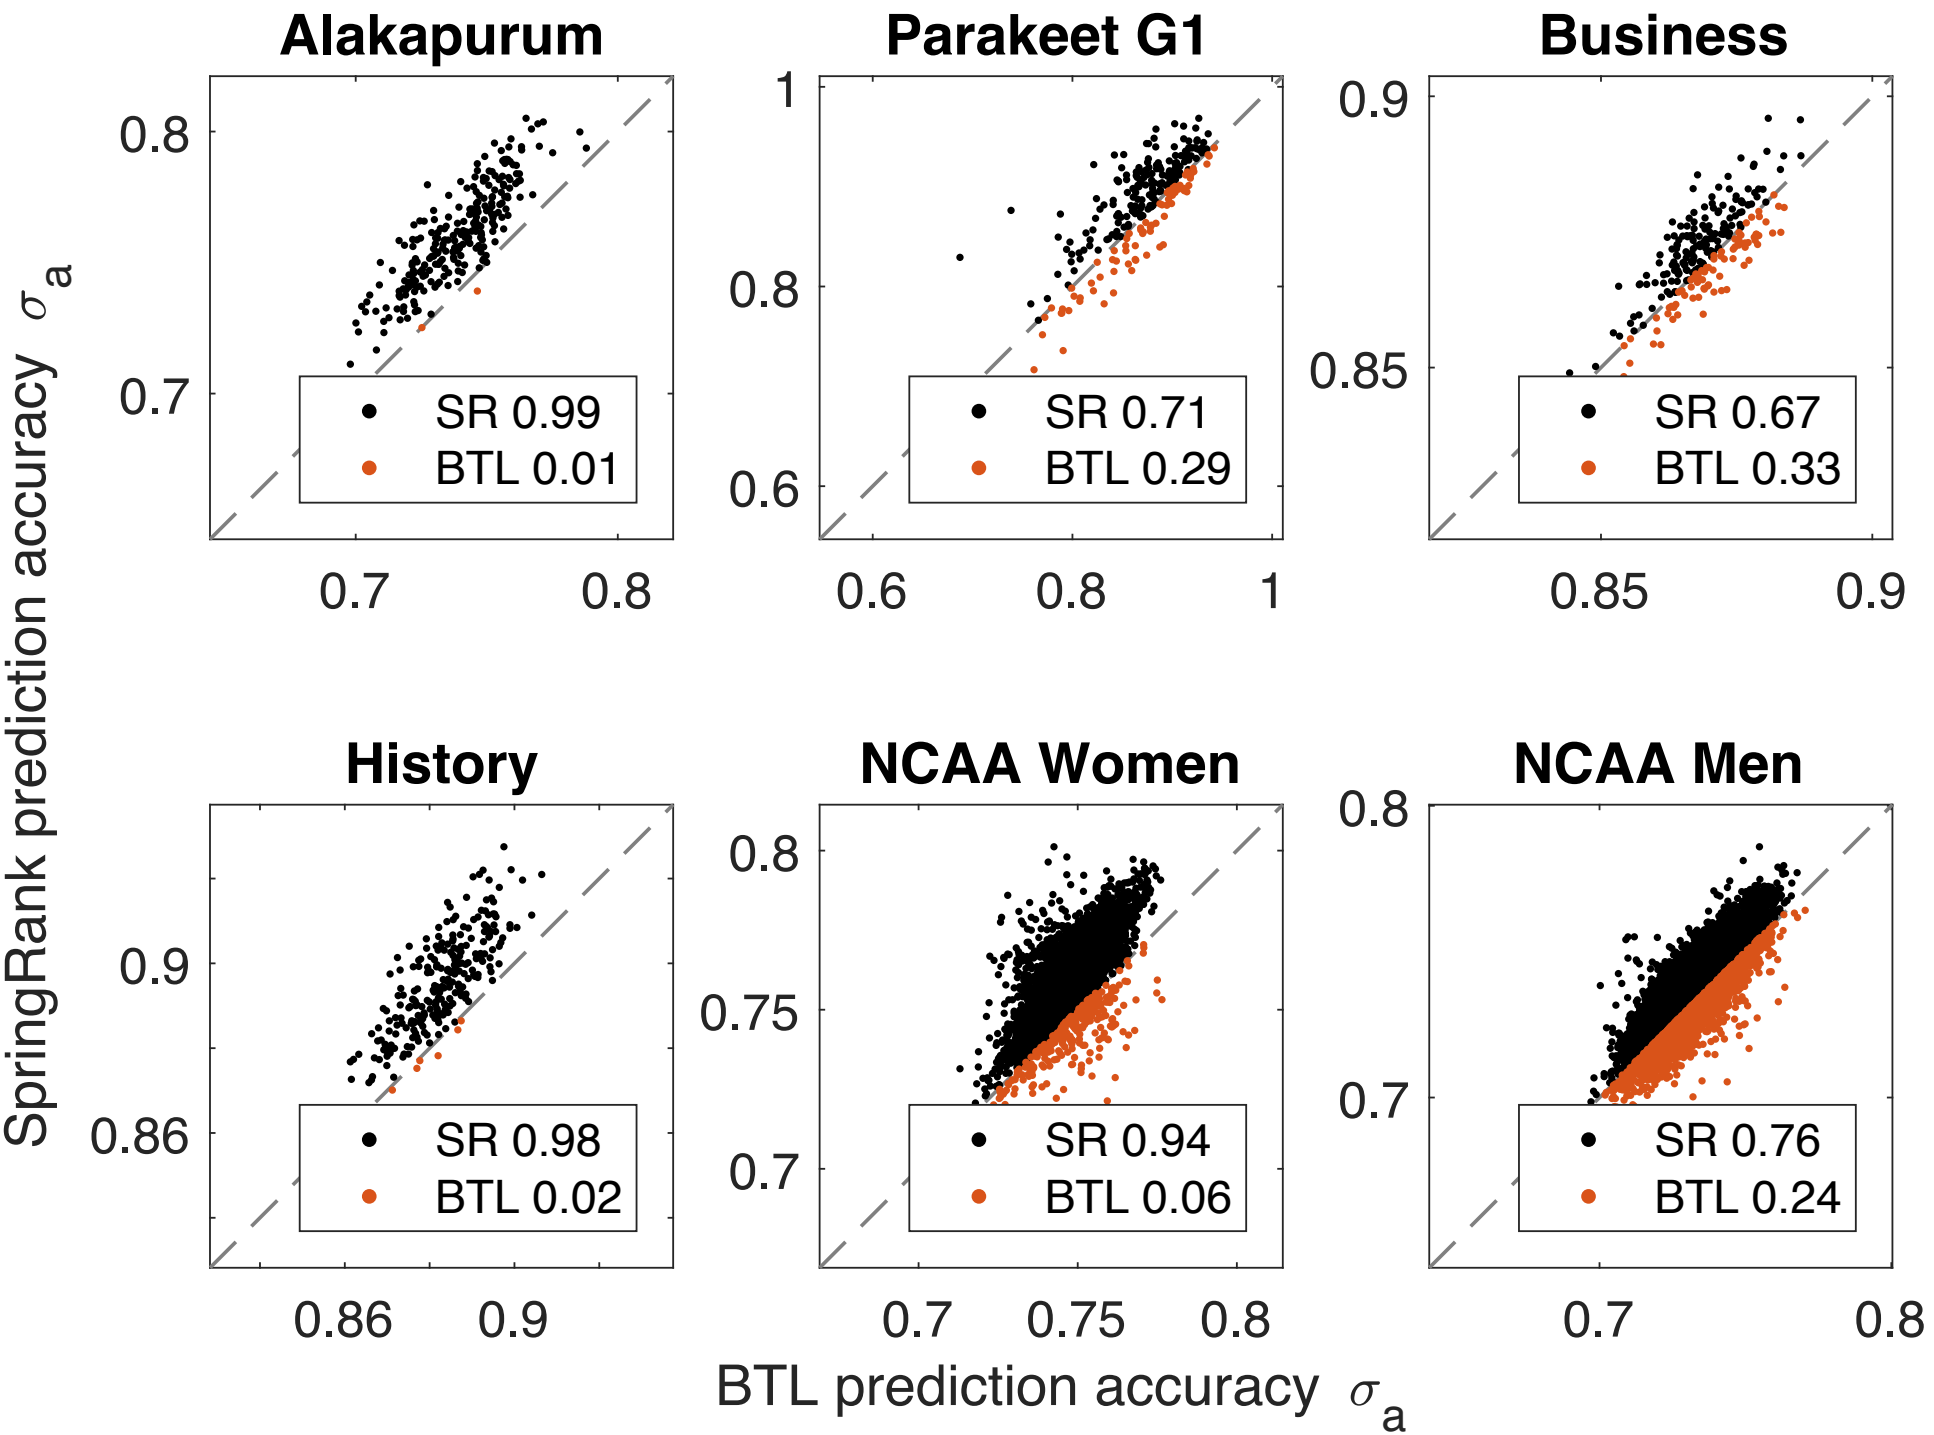 Alakapurum
Parakeet G1
Business
0.8
0.7
SR 0.99
BTL 0.01
0.7
0.8
1
0.8
0.6
SR 0.71
BTL 0.29
0.6
0.8
1
0.9
0.85
SR 0.67
BTL 0.33
0.85
0.9
SpringRank prediction accuracy σa
History
NCAA Women
NCAA Men
0.9
0.86
SR 0.98
BTL 0.02
0.86
0.9
0.8
0.75
0.7
SR 0.94
BTL 0.06
0.7
0.75
0.8
0.8
0.7
SR 0.76
BTL 0.24
0.7
0.8
BTL prediction accuracy σa